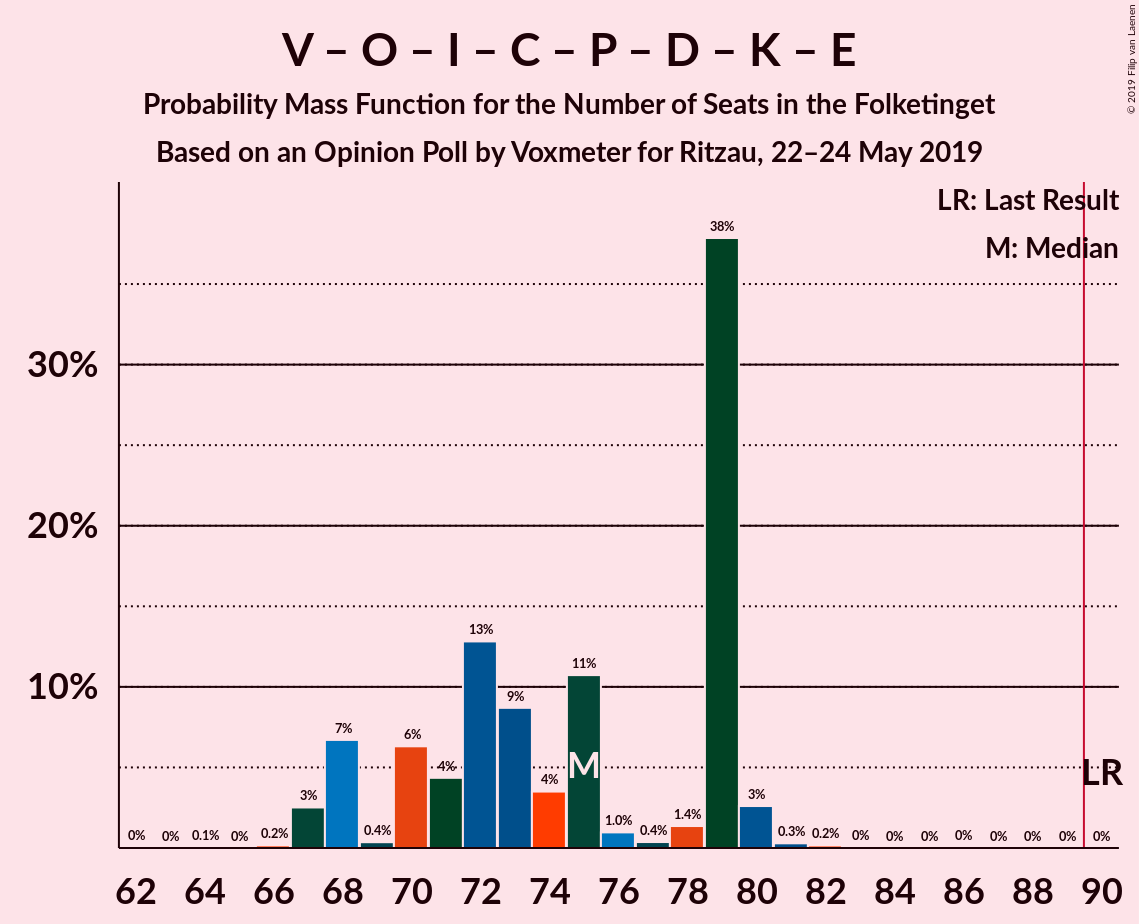 V – O – I – C – P – D – K – E
Probability Mass Function for the Number of Seats in the Folketinget
Based on an Opinion Poll by Voxmeter for Ritzau, 22–24 May 2019
© 2019 Filip van Laenen
LR: Last Result
M: Median
30%
20%
10%
0% 0% 0.1% 0% 0.2% 3% 7% 0.4% 6% 4% 13% 9% 4% 11% 1.0% 0.4% 1.4% 38% 3% 0.3% 0.2% 0% 0% 0% 0% 0% 0% 0% 0%
M
LR
62 64 66 68 70 72 74 76 78 80 82 84 86 88 90